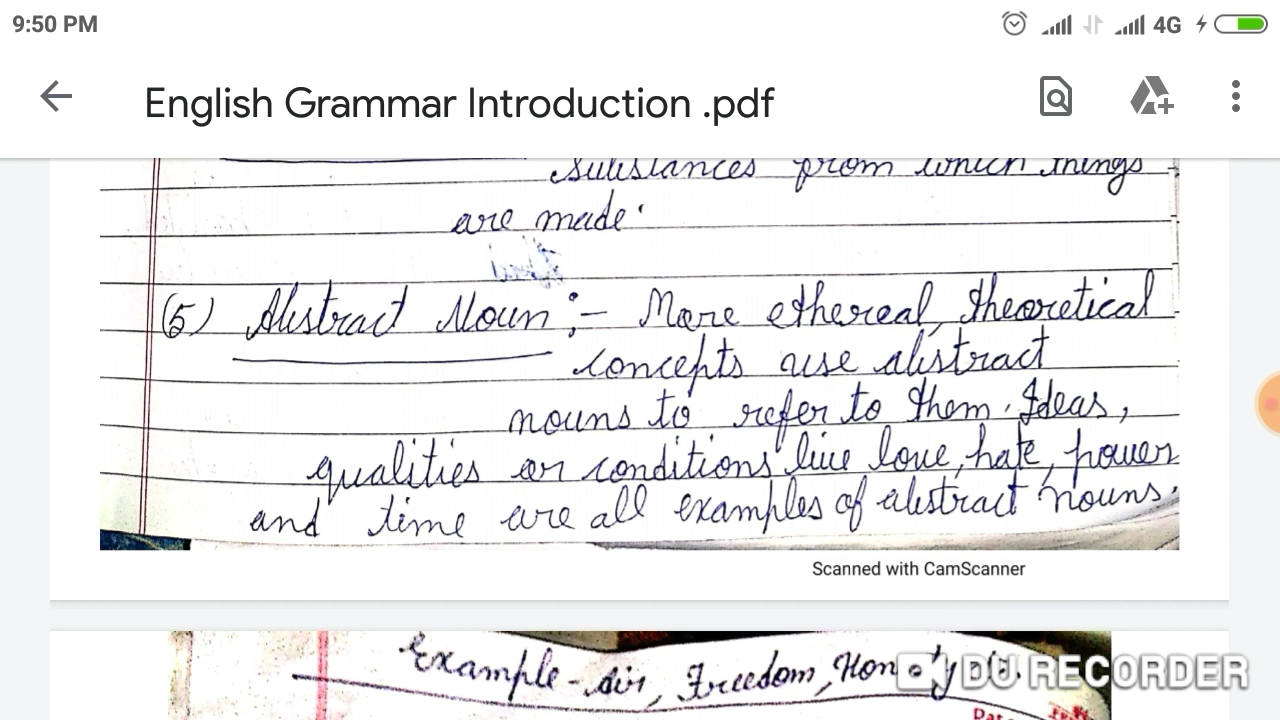 9:50 PM 4G
English Grammar Introduction .pdf
substances from which things
are made.
(5) Abstract Noun :- More ethereal, theoretical
concepts use abstract
nouns to refer to them. Ideas,
qualities or conditions live love, hate, power
and time are all examples of abstract nouns.
Scanned with CamScanner
Example - Air, Freedom, Honesty
DU RECORDER